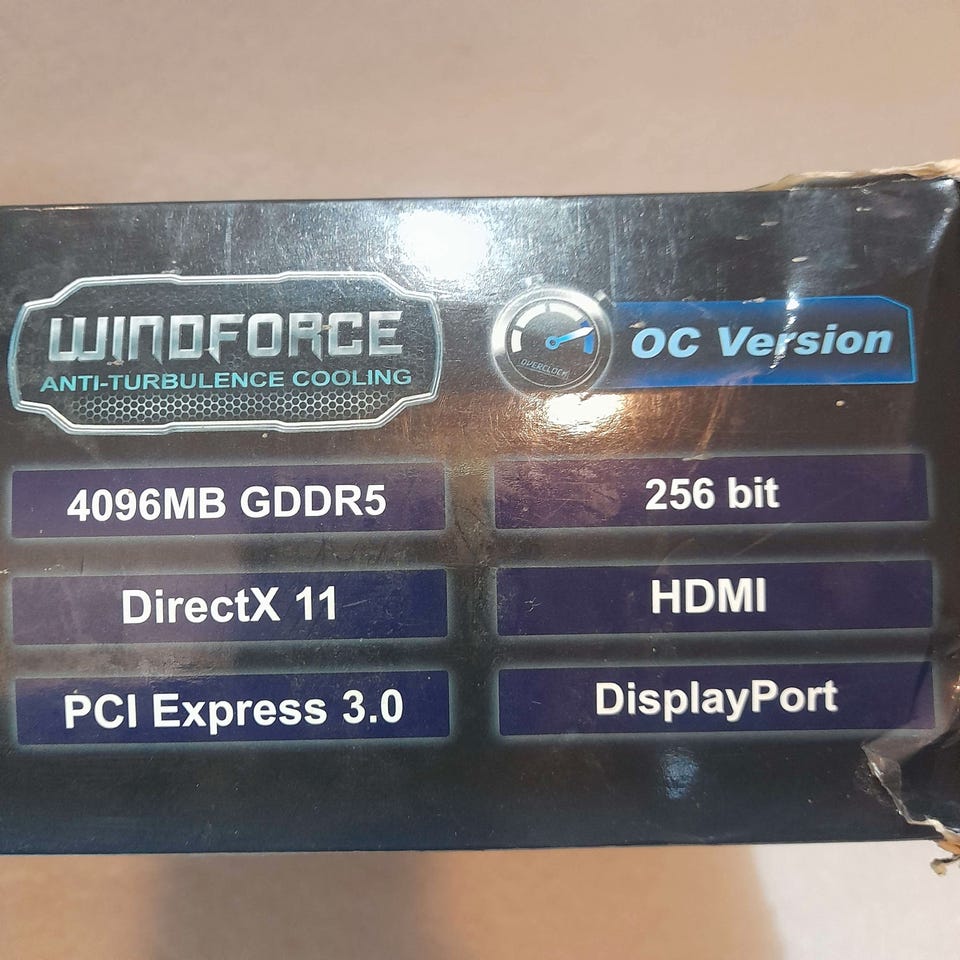 WINDFORCE
ANTI-TURBULENCE COOLING
OVERCLOCK
OC Version
4096MB GDDR5
256 bit
DirectX 11
HDMI
PCI Express 3.0
DisplayPort